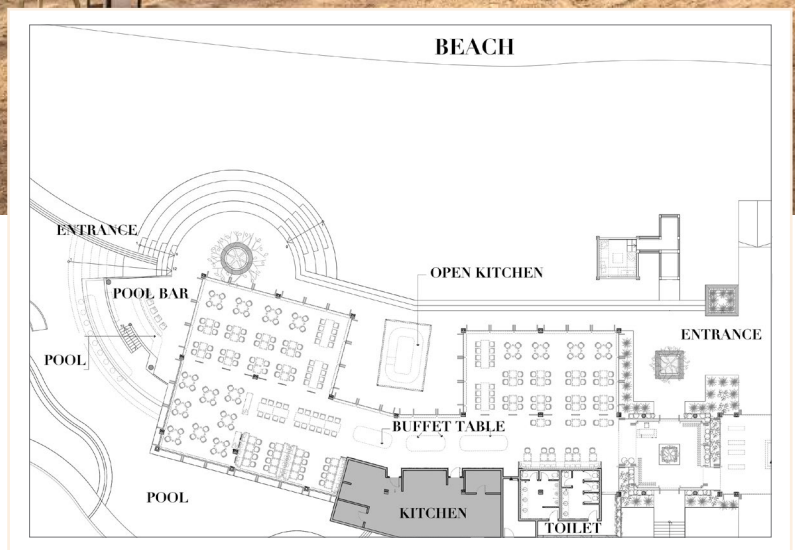 BEACH
ENTRANCE
OPEN KITCHEN
POOL BAR
ENTRANCE
POOL
BUFFET TABLE
POOL
KITCHEN
TOILET